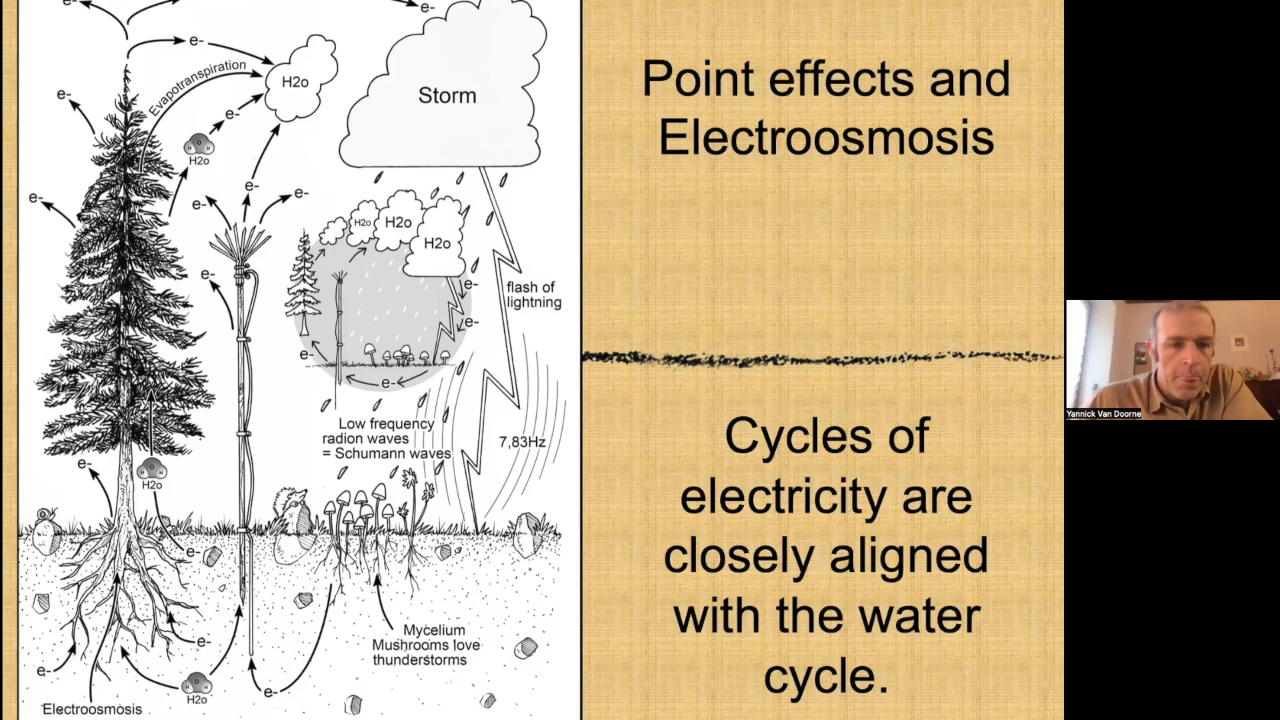 e-
e-
e-
Evapotranspiration
H2o
Storm
e-
e-
H
O
H
H2o
e-
e-
e-
e-
H2o
H2o
H2o
e-
e-
flash of
lightning
e-
e-
e-
Low frequency
radion waves
= Schumann waves
7,83Hz
e-
H
O
H
H2o
e-
e-
e-
H
O
H
H2o
e-
Mycelium
Mushrooms love
thunderstorms
Electroosmosis
Point effects and
Electroosmosis
Cycles of
electricity are
closely aligned
with the water
cycle.
Yannick Van Doorne